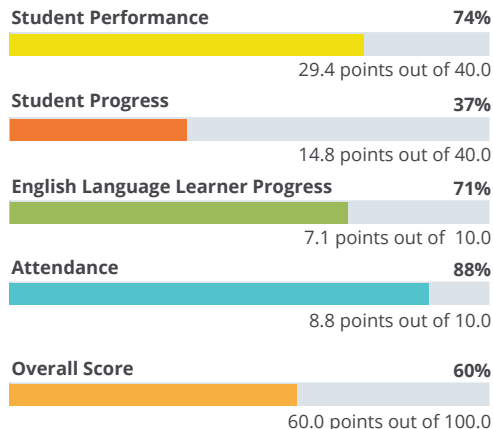 Student Performance 74%
29.4 points out of 40.0
Student Progress 37%
14.8 points out of 40.0
English Language Learner Progress 71%
7.1 points out of 10.0
Attendance 88%
8.8 points out of 10.0
Overall Score 60%
60.0 points out of 100.0